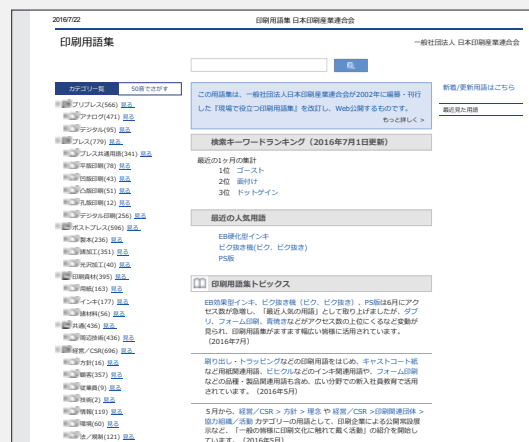 2016/7/22
印刷用語集 日本印刷産業連合会
印刷用語集
一般社団法人 日本印刷産業連合会
カテゴリ一覧
50音でさがす
プリプレス(566) 見る
アナログ(471) 見る
デジタル(95) 見る
プレス(779) 見る
プレス共通用語(341) 見る
平版印刷(78) 見る
凹版印刷(43) 見る
凸版印刷(51) 見る
孔版印刷(12) 見る
デジタル印刷(256) 見る
ポストプレス(596) 見る
製本(236) 見る
紙加工(351) 見る
光沢加工(40) 見る
印刷資材(395) 見る
用紙(163) 見る
インキ(177) 見る
諸材料(56) 見る
共通(436) 見る
周辺技術(436) 見る
経営／CSR(696) 見る
方針(16) 見る
顧客(357) 見る
従業員(9) 見る
技術(2) 見る
情報(119) 見る
環境(60) 見る
法／規制(121) 見る
この用語集は、一般社団法人日本印刷産業連合会が2002年に編纂・刊行
した『現場で役立つ印刷用語集』を改訂し、Web公開するものです。
もっと詳しく >
検索キーワードランキング（2016年7月1日更新）
最近の1ヶ月の集計
1位 ゴースト
2位 面付け
3位 ドットゲイン
最近の人気用語
EB硬化型インキ
ピク抜き機(ピク、ピク抜き)
PS版
印刷用語集トピックス
EB効果型インキ、ピク抜き機（ピク、ピク抜き）、PS版は6月にアク
セス数が急増し、「最近人気の用語」として取り上げましたが、ダブ
リ、フォーム印刷、青焼きなどがアクセス数の上位にくるなど変動が
見られ、印刷用語集がますます幅広い領域に活用されています。
（2016年7月）
刷り出し・トラッピングなどの印刷用語をはじめ、キャストコート紙
など用紙関連用語、ビヒクルなどのインキ関連用語や、フォーム印刷
などの品種・製品関連用語も含め、広い分野での新入社員教育で活用
されています。（2016年5月）
５月から、経営／CSR > 方針 > 理念 や 経営／CSR >印刷関連団体 >
協力組織／活動 カテゴリーの用語として、印刷企業による公開常設展
示など、「一般の皆様に印刷文化に触れて戴く活動」の紹介を開始し
ています。（2016年5月）
新着/更新用語はこちら
最近見た用語